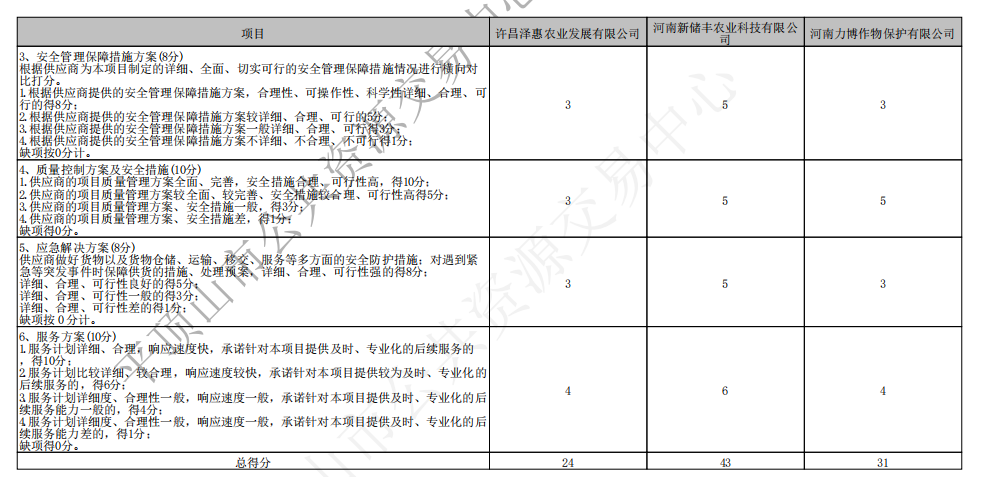 项目 许昌泽惠农业发展有限公司 河南新储丰农业科技有限公司 河南力博作物保护有限公司
3、安全管理保障措施方案(8分)
根据供应商为本项目制定的详细、全面、切实可行的安全管理保障措施情况进行横向对
比打分。
1.根据供应商提供的安全管理保障措施方案，合理性、可操作性、科学性详细、合理、可
行的得8分；
2.根据供应商提供的安全管理保障措施方案较详细、合理、可行的5分；
3.根据供应商提供的安全管理保障措施方案一般详细、合理、可行得3分；
4.根据供应商提供的安全管理保障措施方案不详细、不合理、不可行得1分；
缺项按0分计。
3 5 3
4、质量控制方案及安全措施(10分)
1.供应商的项目质量管理方案全面、完善，安全措施合理、可行性高，得10分；
2.供应商的项目质量管理方案较全面、较完善、安全措施较合理、可行性高得5分；
3.供应商的项目质量管理方案、安全措施一般，得3分；
4.供应商的项目质量管理方案、安全措施差，得1分；
缺项得0分。
3 5 5
5、应急解决方案(8分)
供应商做好货物以及货物仓储、运输、移交、服务等多方面的安全防护措施；对遇到紧
急等突发事件时保障供货的措施、处理预案，详细、合理、可行性强的得8分；
详细、合理、可行性良好的得5分；
详细、合理、可行性一般的得3分；
详细、合理、可行性差的得1分；
缺项按 0 分计。
3 5 3
6、服务方案(10分)
1.服务计划详细、合理，响应速度快，承诺针对本项目提供及时、专业化的后续服务的
，得10分；
2.服务计划比较详细、较合理，响应速度较快，承诺针对本项目提供较为及时、专业化的
后续服务的，得6分；
3.服务计划详细度、合理性一般，响应速度一般，承诺针对本项目提供及时、专业化的后
续服务能力一般的，得4分；
4.服务计划详细度、合理性一般，响应速度一般，承诺针对本项目提供及时、专业化的后
续服务能力差的，得1分；
缺项得0分。
4 6 4
总得分 24 43 31
平顶山市公共资源交易中心
山市公共资源交易中心